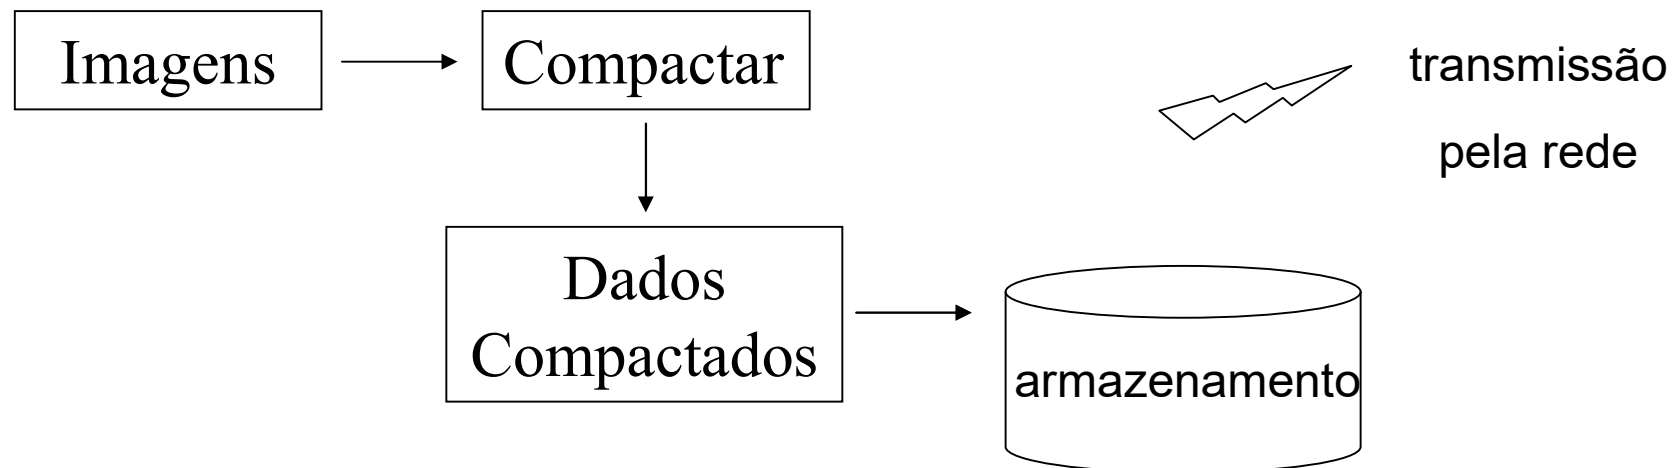 Imagens
Compactar
transmissão
pela rede
Dados
Compactados
armazenamento